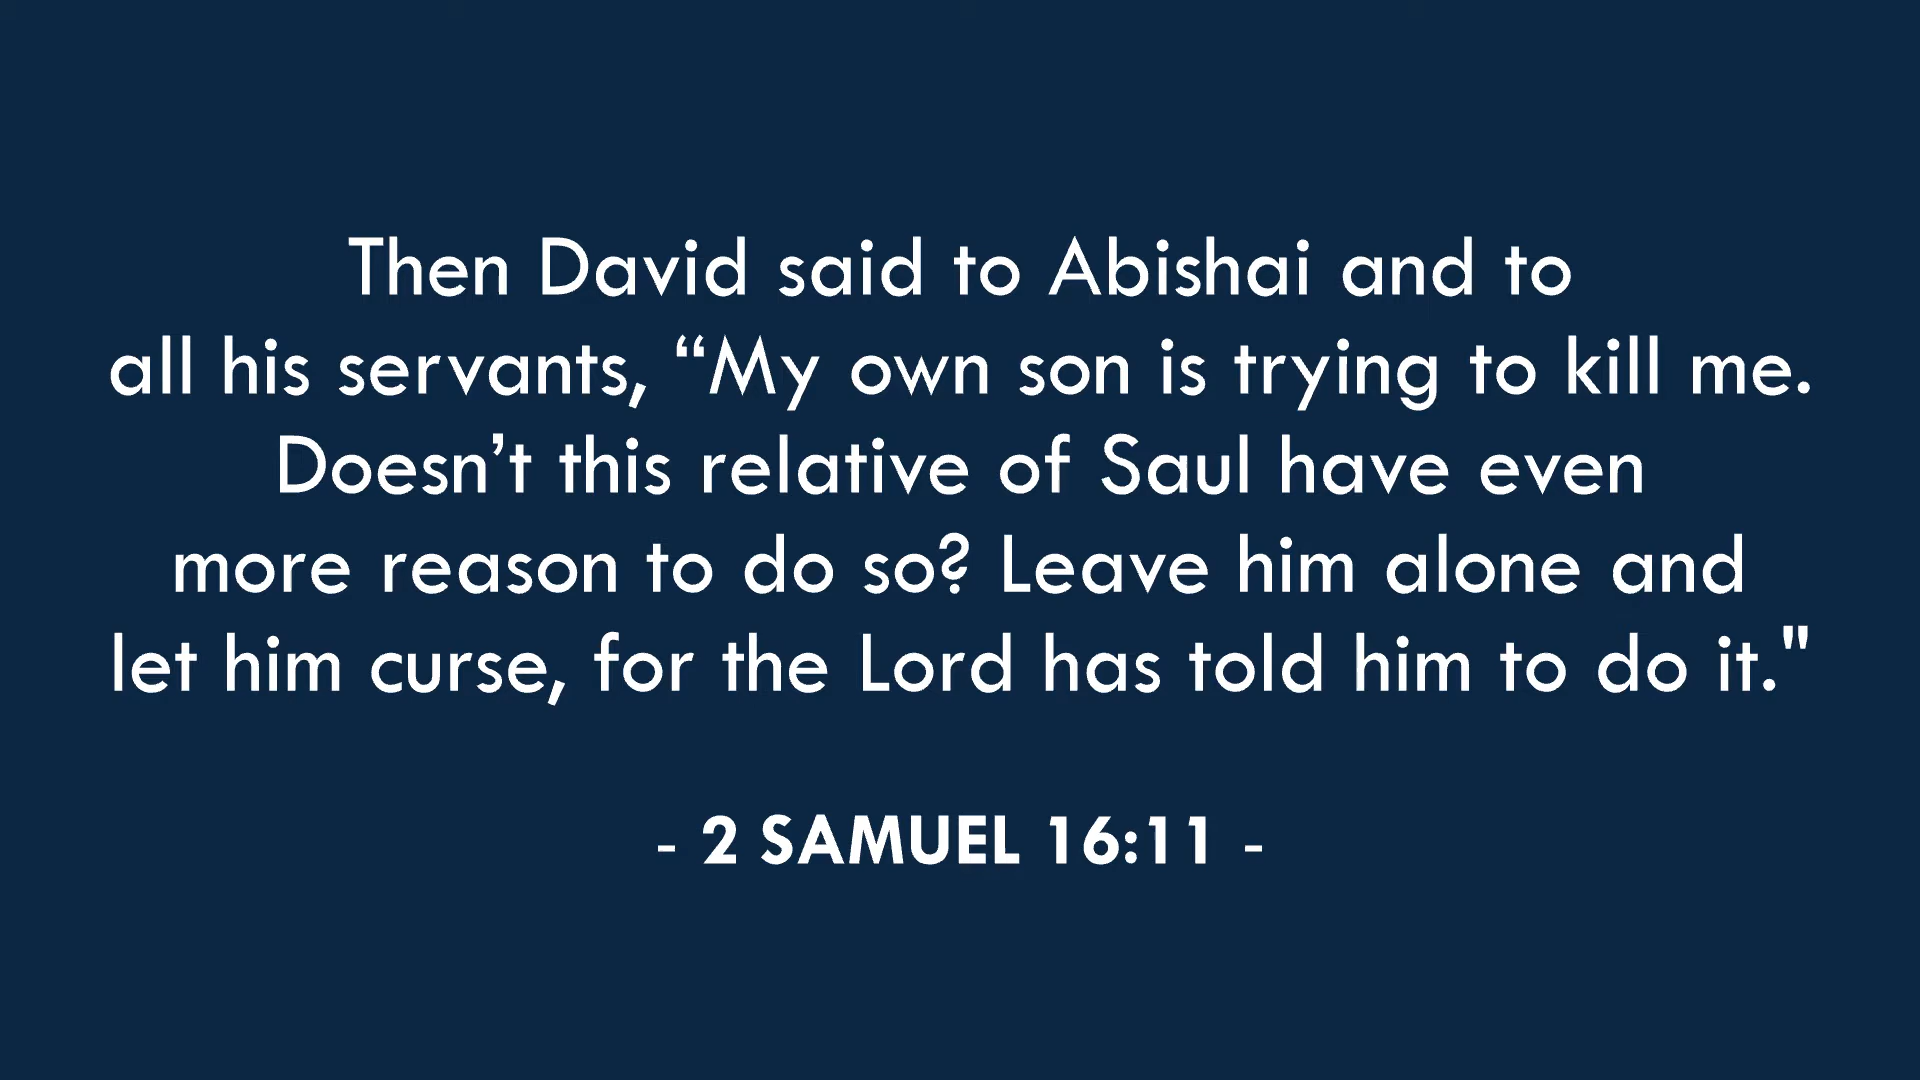 Then David said to Abishai and to
all his servants, “My own son is trying to kill me.
Doesn’t this relative of Saul have even
more reason to do so? Leave him alone and
let him curse, for the Lord has told him to do it."
- 2 SAMUEL 16:11 -